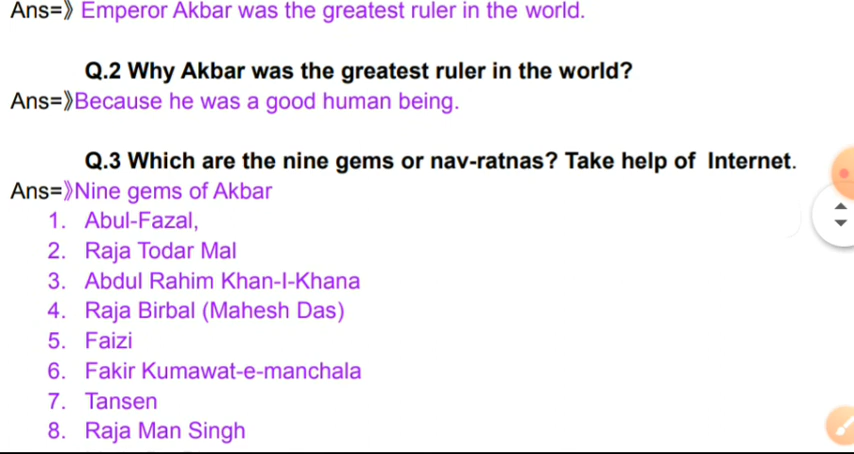 Ans=》 Emperor Akbar was the greatest ruler in the world.
Q.2 Why Akbar was the greatest ruler in the world?
Ans=》Because he was a good human being.
Q.3 Which are the nine gems or nav-ratnas? Take help of Internet.
Ans=》Nine gems of Akbar
1. Abul-Fazal,
2. Raja Todar Mal
3. Abdul Rahim Khan-I-Khana
4. Raja Birbal (Mahesh Das)
5. Faizi
6. Fakir Kumawat-e-manchala
7. Tansen
8. Raja Man Singh